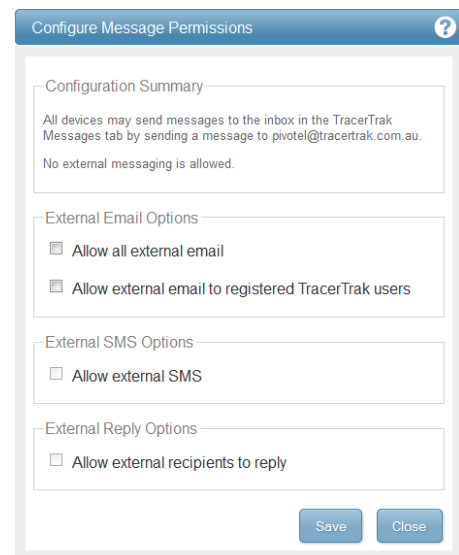 Configure Message Permissions ?
Configuration Summary
All devices may send messages to the inbox in the TracerTrak
Messages tab by sending a message to pivotel@tracertrak.com.au.
No external messaging is allowed.
External Email Options
Allow all external email
Allow external email to registered TracerTrak users
External SMS Options
Allow external SMS
External Reply Options
Allow external recipients to reply
Save Close